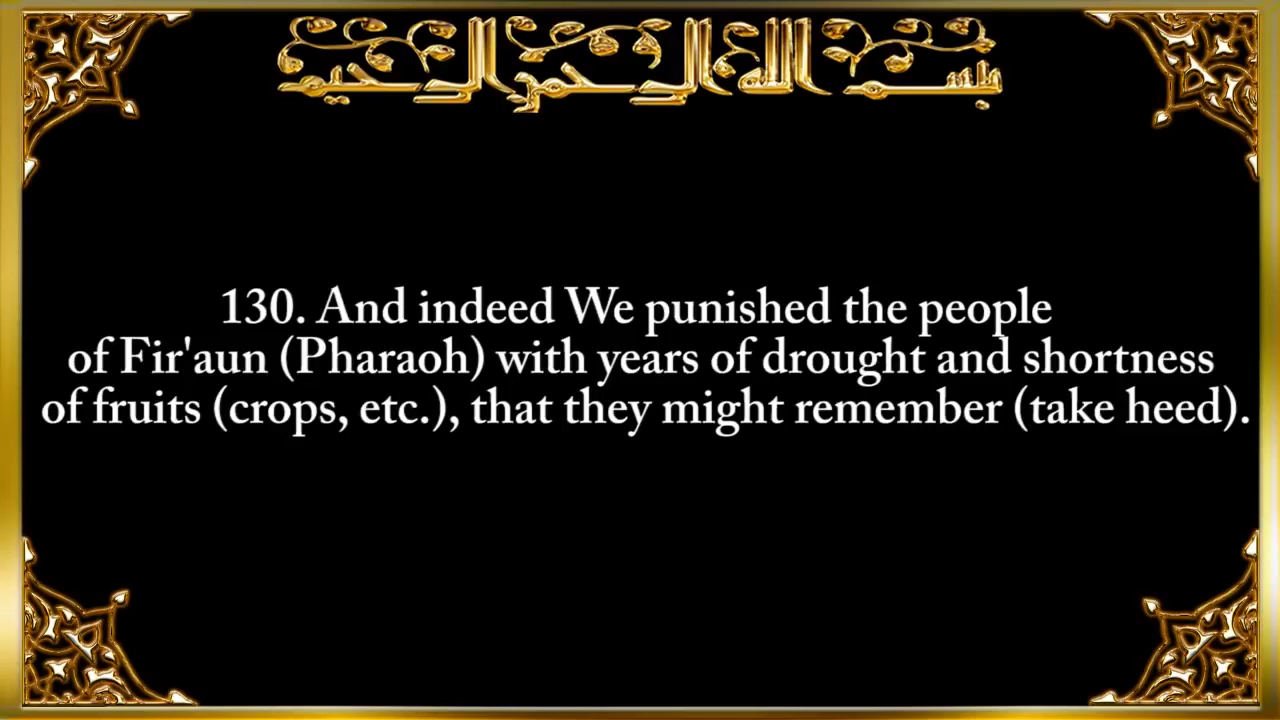 بسم الله الرحمن الرحيم
130. And indeed We punished the people
of Fir'aun (Pharaoh) with years of drought and shortness
of fruits (crops, etc.), that they might remember (take heed).